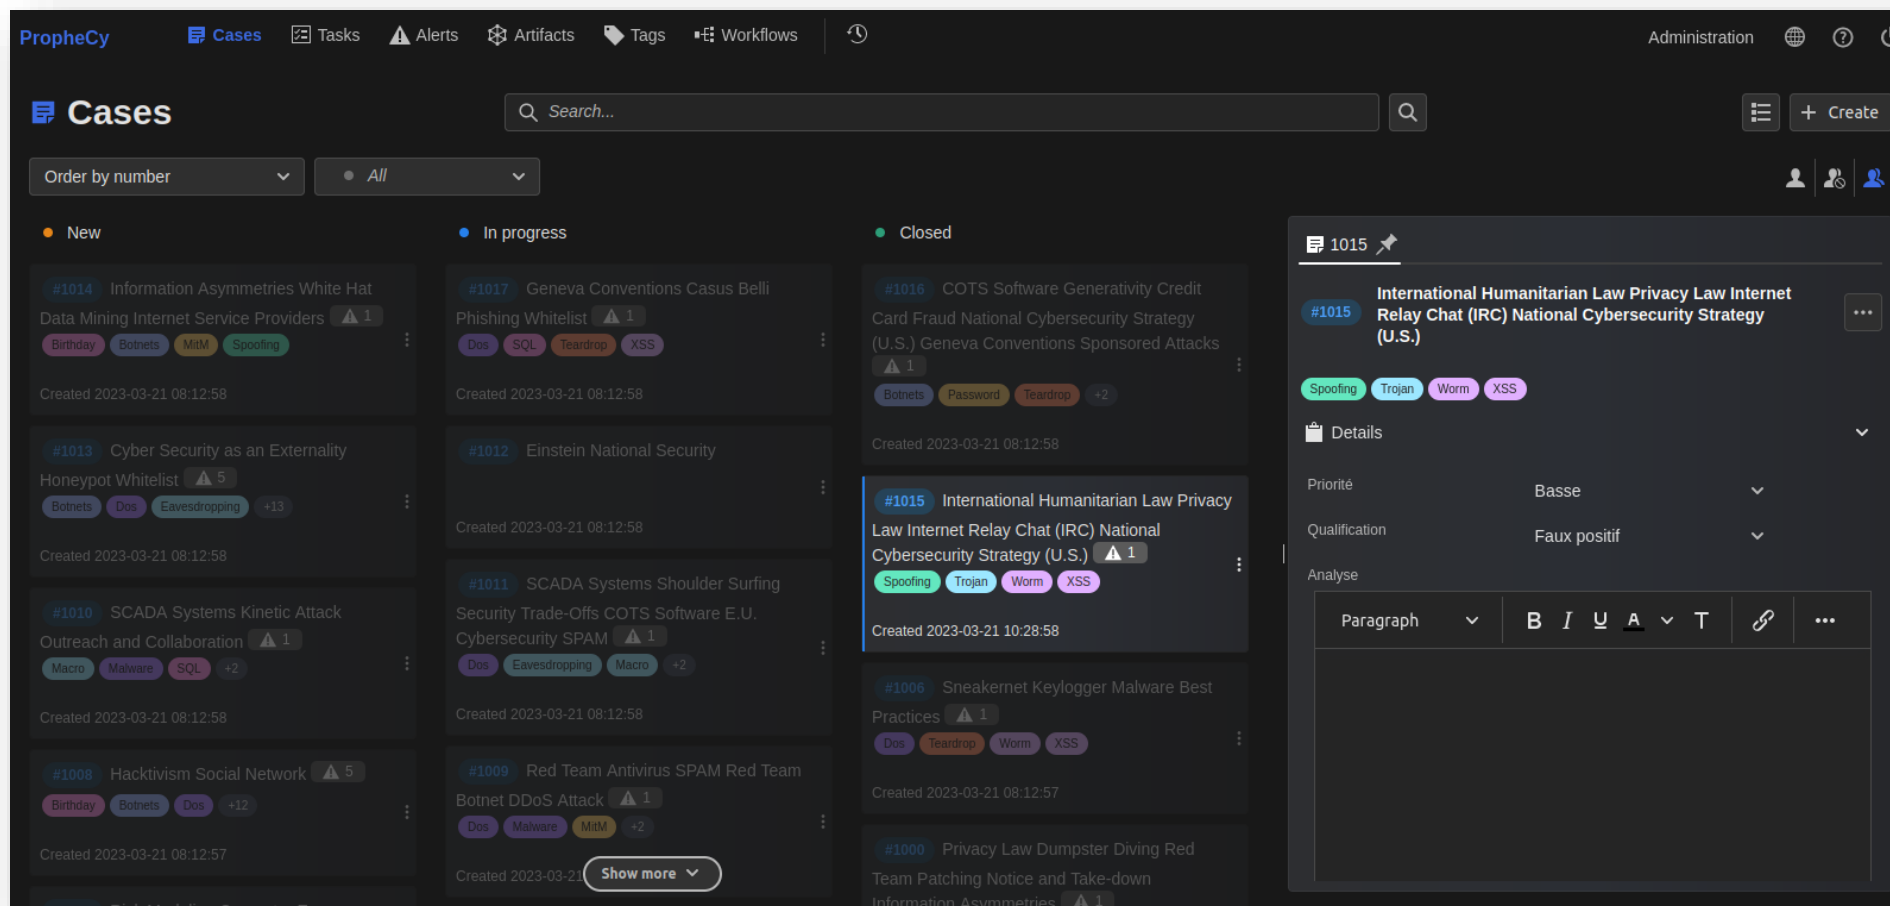 PropheCy
Cases
Tasks
Alerts
Artifacts
Tags
Workflows
Administration
Cases
Search...
+ Create
Order by number
All
New
#1014 Information Asymmetries White Hat
Data Mining Internet Service Providers 1
Birthday Botnets MitM Spoofing
Created 2023-03-21 08:12:58
#1013 Cyber Security as an Externality
Honeypot Whitelist 5
Botnets Dos Eavesdropping +13
Created 2023-03-21 08:12:58
#1010 SCADA Systems Kinetic Attack
Outreach and Collaboration 1
Macro Malware SQL +2
Created 2023-03-21 08:12:58
#1008 Hacktivism Social Network 5
Birthday Botnets Dos +12
Created 2023-03-21 08:12:57
In progress
#1017 Geneva Conventions Casus Belli
Phishing Whitelist 1
Dos SQL Teardrop XSS
Created 2023-03-21 08:12:58
#1012 Einstein National Security
Created 2023-03-21 08:12:58
#1011 SCADA Systems Shoulder Surfing
Security Trade-Offs COTS Software E.U.
Cybersecurity SPAM 1
Dos Eavesdropping Macro +2
Created 2023-03-21 08:12:58
#1009 Red Team Antivirus SPAM Red Team
Botnet DDoS Attack 1
Dos Malware MitM +2
Created 2023-03-21
Show more
Closed
#1016 COTS Software Generativity Credit
Card Fraud National Cybersecurity Strategy
(U.S.) Geneva Conventions Sponsored Attacks
1
Botnets Password Teardrop +2
Created 2023-03-21 08:12:58
#1015 International Humanitarian Law Privacy
Law Internet Relay Chat (IRC) National
Cybersecurity Strategy (U.S.) 1
Spoofing Trojan Worm XSS
Created 2023-03-21 10:28:58
#1006 Sneakernet Keylogger Malware Best
Practices 1
Dos Teardrop Worm XSS
Created 2023-03-21 08:12:57
#1000 Privacy Law Dumpster Diving Red
Team Patching Notice and Take-down
Information Asymmetries 1
1015
#1015
International Humanitarian Law Privacy Law Internet
Relay Chat (IRC) National Cybersecurity Strategy
(U.S.)
Spoofing Trojan Worm XSS
Details
Priorité Basse
Qualification Faux positif
Analyse
Paragraph B I U A T